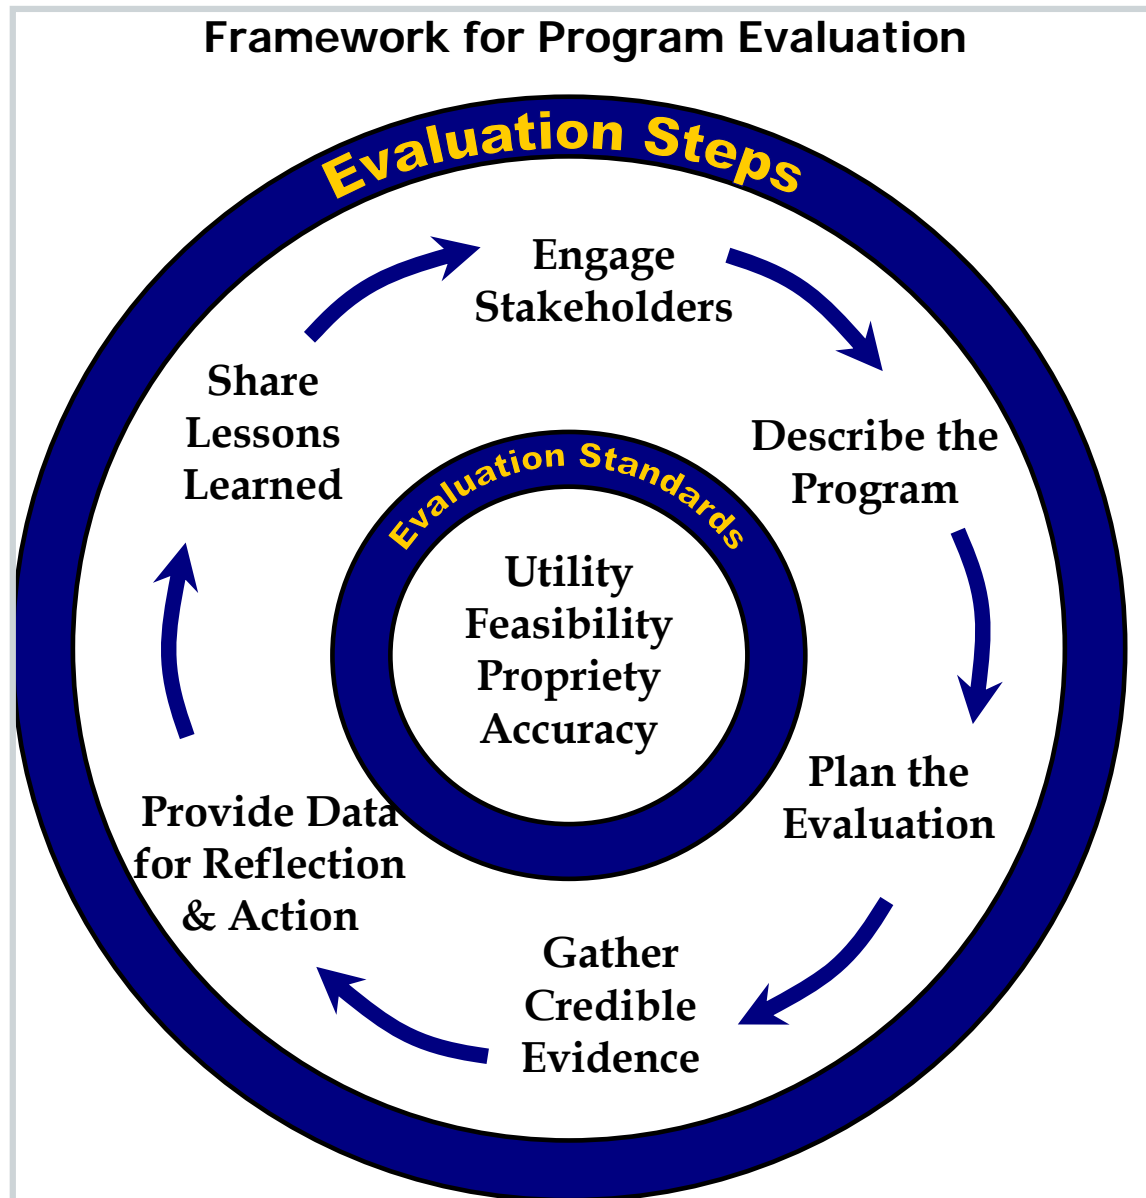 Framework for Program Evaluation
Evaluation Steps
Engage
Stakeholders
Describe the
Program
Plan the
Evaluation
Gather
Credible
Evidence
Provide Data
for Reflection
& Action
Share
Lessons
Learned
Evaluation Standards
Utility
Feasibility
Propriety
Accuracy